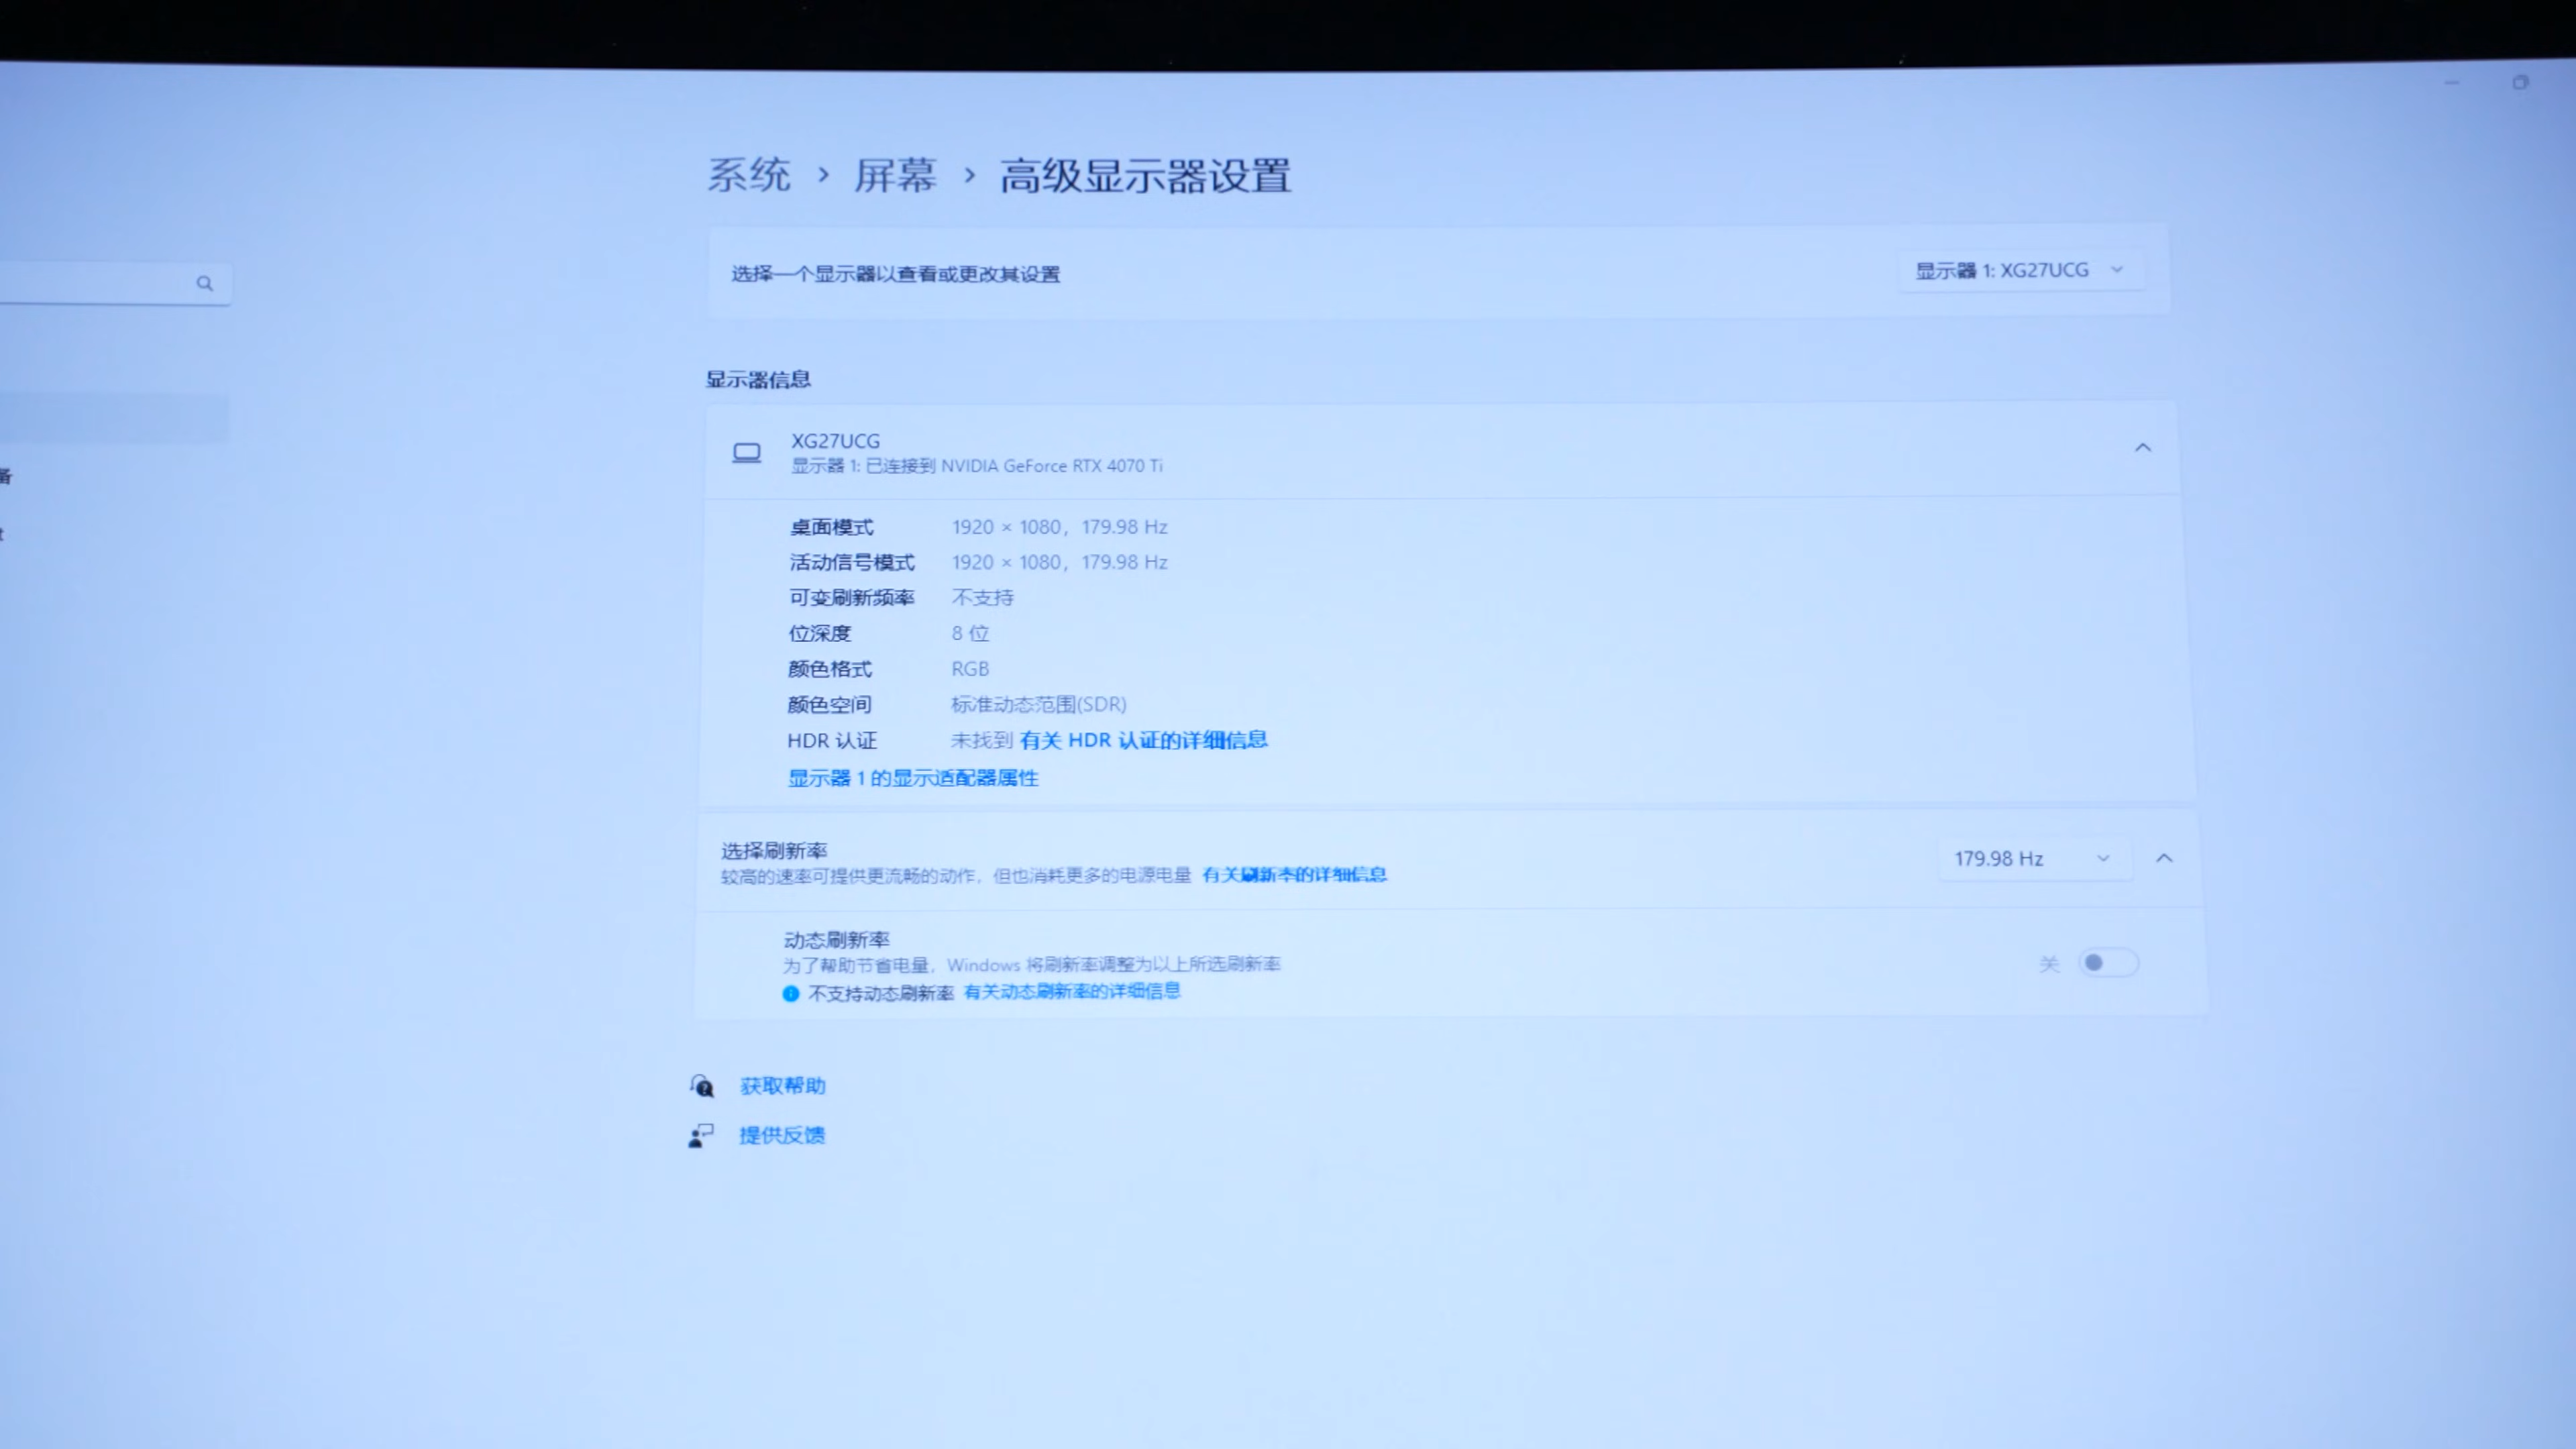 系统 › 屏幕 › 高级显示器设置
选择一个显示器以查看或更改其设置
显示器 1: XG27UCG
显示器信息
备
t
XG27UCG
显示器 1: 已连接到 NVIDIA GeForce RTX 4070 Ti
桌面模式 1920 × 1080，179.98 Hz
活动信号模式 1920 × 1080，179.98 Hz
可变刷新频率 不支持
位深度 8 位
颜色格式 RGB
颜色空间 标准动态范围(SDR)
HDR 认证 未找到 有关 HDR 认证的详细信息
显示器 1 的显示适配器属性
选择刷新率
179.98 Hz
较高的速率可提供更流畅的动作，但也消耗更多的电源电量 有关刷新率的详细信息
动态刷新率
为了帮助节省电量，Windows 将刷新率调整为以上所选刷新率
关
不支持动态刷新率 有关动态刷新率的详细信息
获取帮助
提供反馈